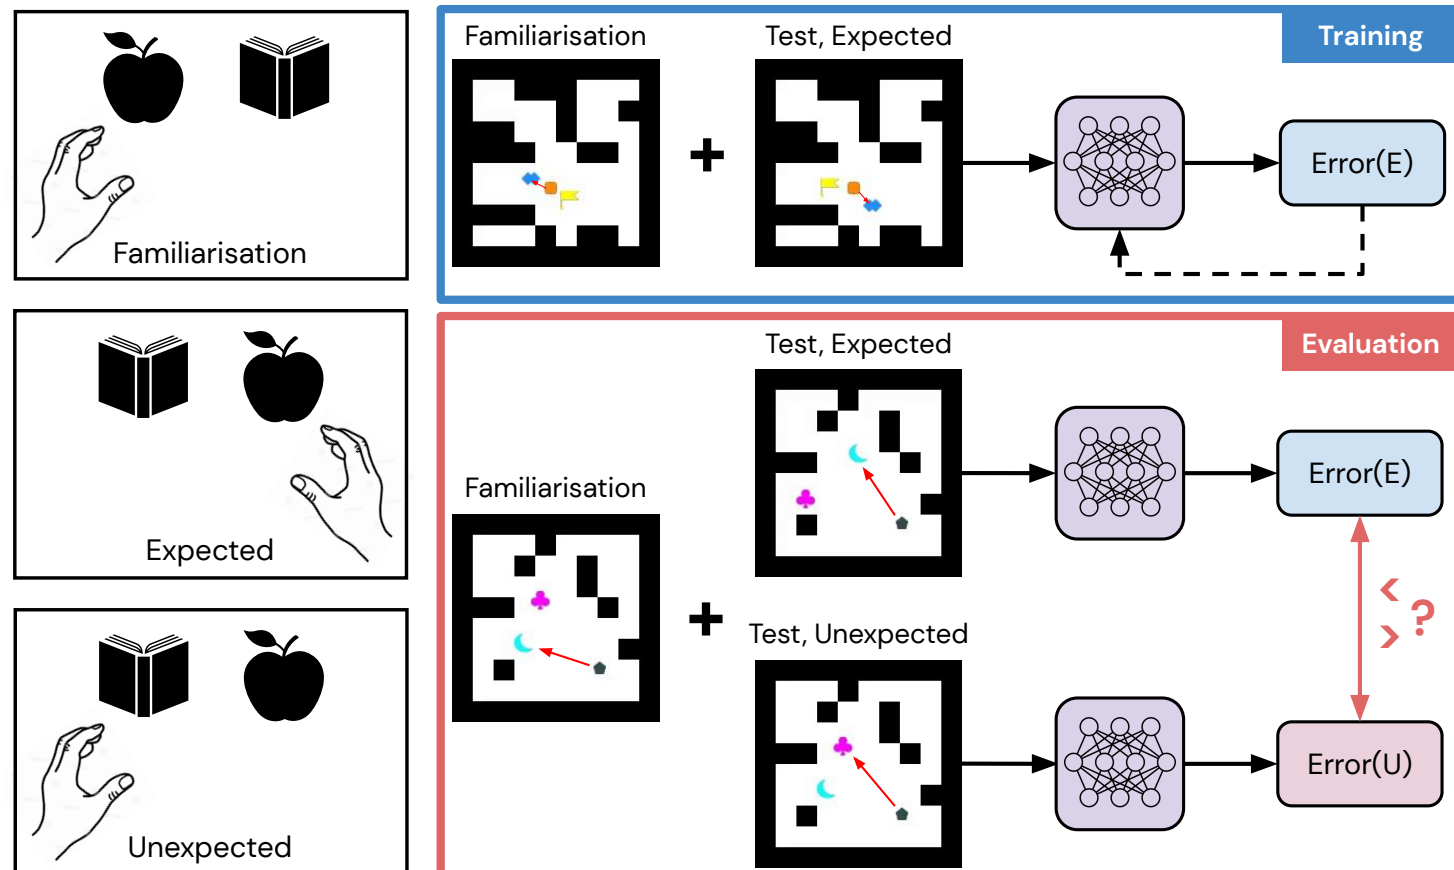 Familiarisation
Expected
Unexpected
Training
Familiarisation
Test, Expected
+
Error(E)
Evaluation
Test, Expected
Familiarisation
+
Error(E)
<
> ?
Test, Unexpected
Error(U)